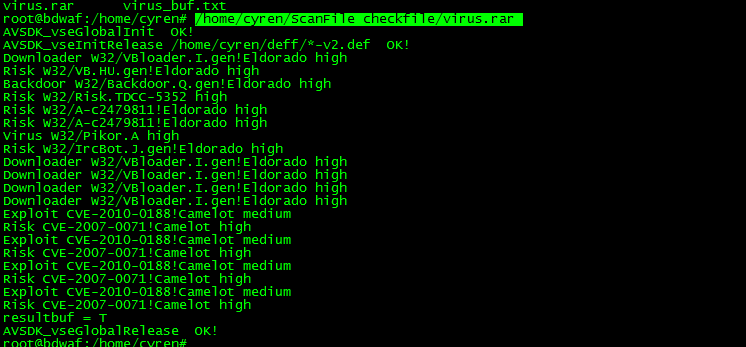 virus.rar virus_buf.txt
root@bdwaf:/home/cyren# /home/cyren/ScanFile checkfile/virus.rar
AVSDK_vseGlobalInit OK!
AVSDK_vseInitRelease /home/cyren/deff/*-v2.def OK!
Downloader W32/VBloader.I.gen!Eldorado high
Risk W32/VB.HU.gen!Eldorado high
Backdoor W32/Backdoor.Q.gen!Eldorado high
Risk W32/Risk.TDCC-5352 high
Risk W32/A-c2479811!Eldorado high
Risk W32/A-c2479811!Eldorado high
Virus W32/Pikor.A high
Risk W32/IrcBot.J.gen!Eldorado high
Downloader W32/VBloader.I.gen!Eldorado high
Downloader W32/VBloader.I.gen!Eldorado high
Downloader W32/VBloader.I.gen!Eldorado high
Downloader W32/VBloader.I.gen!Eldorado high
Exploit CVE-2010-0188!Camelot medium
Risk CVE-2007-0071!Camelot high
Exploit CVE-2010-0188!Camelot medium
Risk CVE-2007-0071!Camelot high
Exploit CVE-2010-0188!Camelot medium
Risk CVE-2007-0071!Camelot high
Exploit CVE-2010-0188!Camelot medium
Risk CVE-2007-0071!Camelot high
resultbuf = T
AVSDK_vseGlobalRelease OK!
root@bdwaf:/home/cyren#